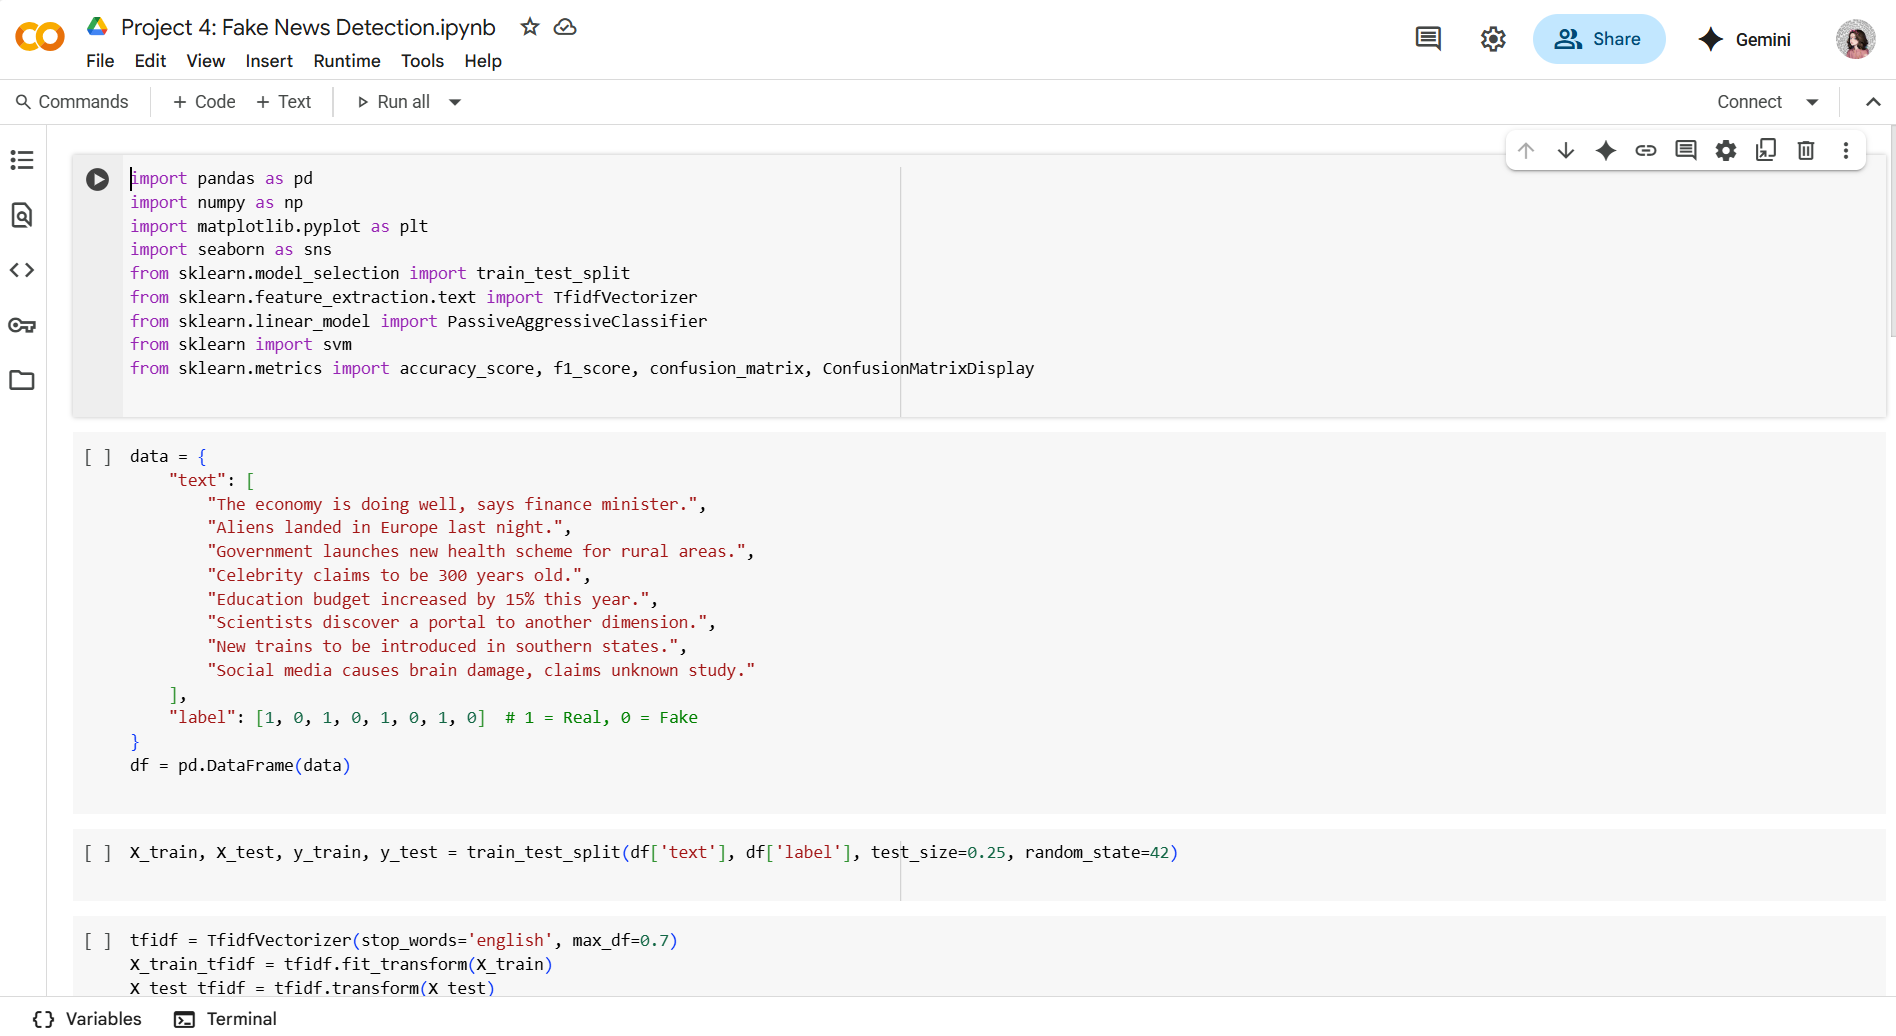 Project 4: Fake News Detection.ipynb
File Edit View Insert Runtime Tools Help
Share
Gemini
Commands + Code + Text Run all
Connect
import pandas as pd
import numpy as np
import matplotlib.pyplot as plt
import seaborn as sns
from sklearn.model_selection import train_test_split
from sklearn.feature_extraction.text import TfidfVectorizer
from sklearn.linear_model import PassiveAggressiveClassifier
from sklearn import svm
from sklearn.metrics import accuracy_score, f1_score, confusion_matrix, ConfusionMatrixDisplay
[ ] data = {
    "text": [
        "The economy is doing well, says finance minister.",
        "Aliens landed in Europe last night.",
        "Government launches new health scheme for rural areas.",
        "Celebrity claims to be 300 years old.",
        "Education budget increased by 15% this year.",
        "Scientists discover a portal to another dimension.",
        "New trains to be introduced in southern states.",
        "Social media causes brain damage, claims unknown study."
    ],
    "label": [1, 0, 1, 0, 1, 0, 1, 0]  # 1 = Real, 0 = Fake
}
df = pd.DataFrame(data)
[ ] X_train, X_test, y_train, y_test = train_test_split(df['text'], df['label'], test_size=0.25, random_state=42)
[ ] tfidf = TfidfVectorizer(stop_words='english', max_df=0.7)
X_train_tfidf = tfidf.fit_transform(X_train)
X_test_tfidf = tfidf.transform(X_test)
{} Variables Terminal